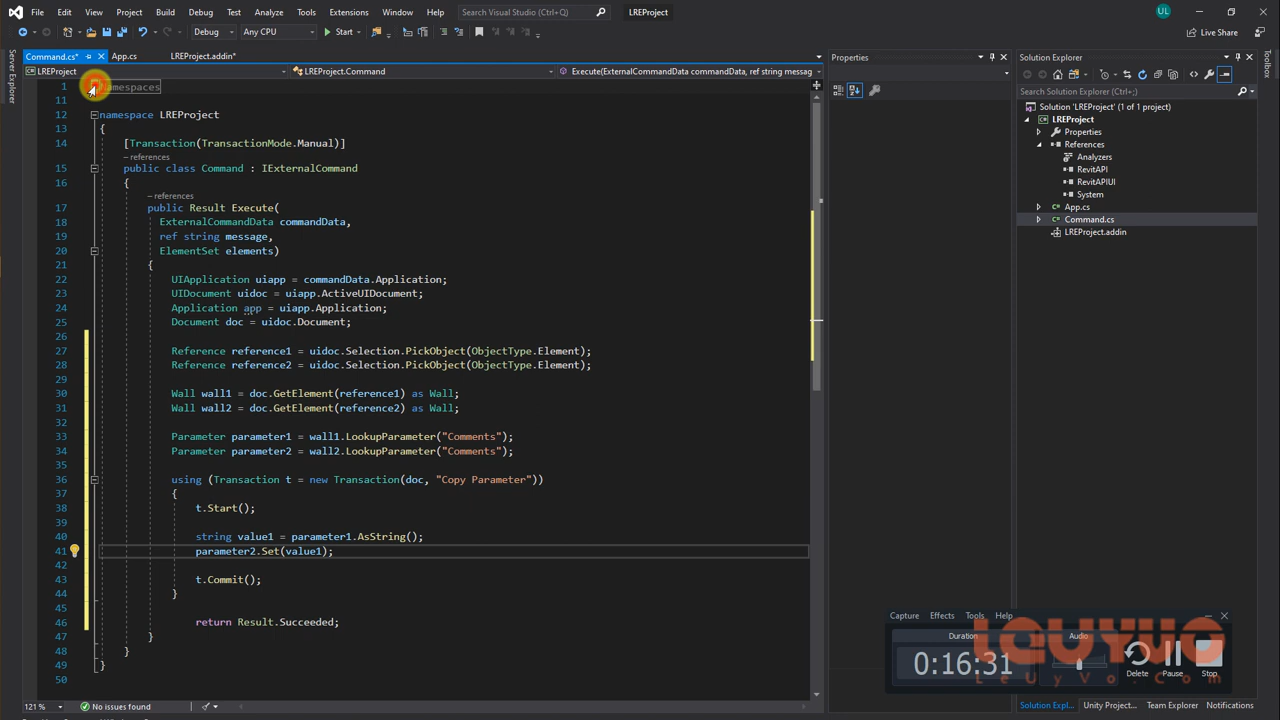 File Edit View Project Build Debug Test Analyze Tools Extensions Window Help Search Visual Studio LREProject UL
Debug Any CPU Start Live Share
Server Explorer
Toolbox
Command.cs* App.cs LREProject.addin*
LREProject LREProject.Command Execute(ExternalCommandData commandData, ref string messag
1 Namespaces
11
12 namespace LREProject
13 {
14 [Transaction(TransactionMode.Manual)]
– references
15 public class Command : IExternalCommand
16 {
– references
17 public Result Execute(
18 ExternalCommandData commandData,
19 ref string message,
20 ElementSet elements)
21 {
22 UIApplication uiapp = commandData.Application;
23 UIDocument uidoc = uiapp.ActiveUIDocument;
24 Application app = uiapp.Application;
25 Document doc = uidoc.Document;
26
27 Reference reference1 = uidoc.Selection.PickObject(ObjectType.Element);
28 Reference reference2 = uidoc.Selection.PickObject(ObjectType.Element);
29
30 Wall wall1 = doc.GetElement(reference1) as Wall;
31 Wall wall2 = doc.GetElement(reference2) as Wall;
32
33 Parameter parameter1 = wall1.LookupParameter("Comments");
34 Parameter parameter2 = wall2.LookupParameter("Comments");
35
36 using (Transaction t = new Transaction(doc, "Copy Parameter"))
37 {
38 t.Start();
39
40 string value1 = parameter1.AsString();
41 parameter2.Set(value1);
42
43 t.Commit();
44 }
45
46 return Result.Succeeded;
47 }
48 }
49 }
50
121 % No issues found
Properties
Solution Explorer
Search Solution Explorer (Ctrl+;)
Solution 'LREProject' (1 of 1 project)
LREProject
Properties
References
Analyzers
RevitAPI
RevitAPIUI
System
App.cs
Command.cs
LREProject.addin
Capture Effects Tools Help
Duration Audio
0:16:31
Delete Pause Stop
LeUyVo.Com
Solution Expl... Unity Project... Team Explorer Notifications